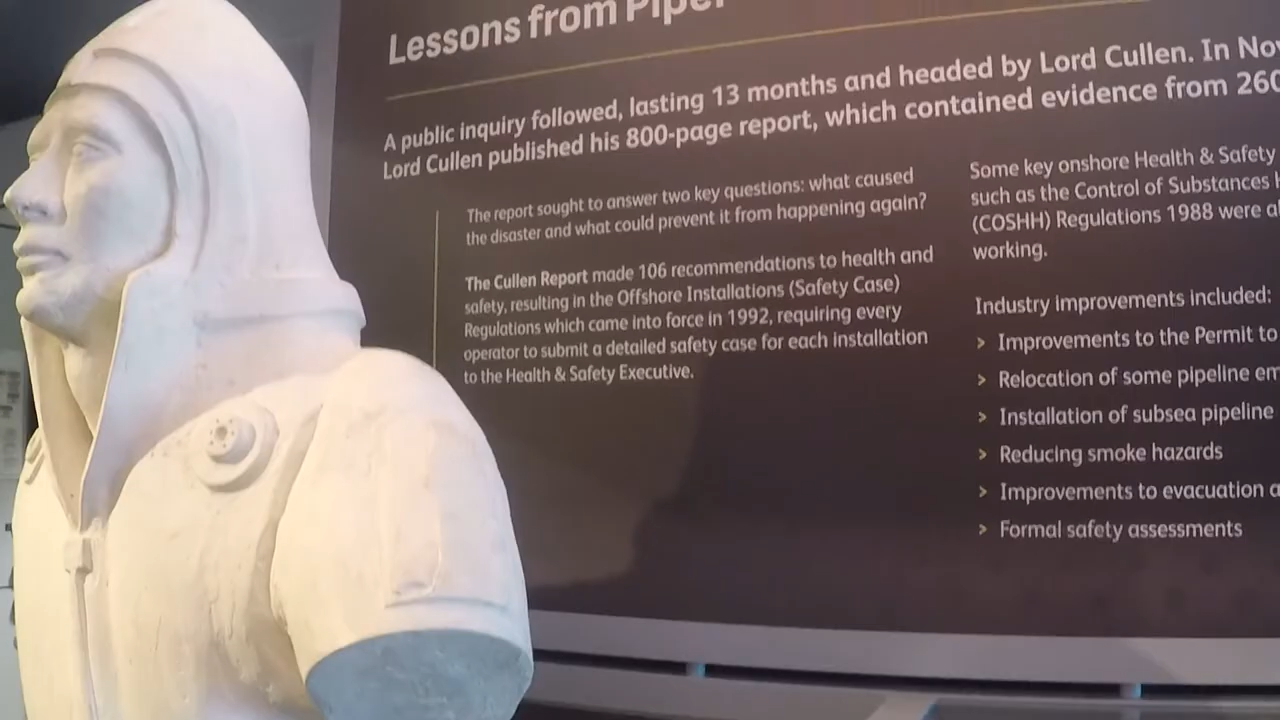 Lessons from Piper
A public inquiry followed, lasting 13 months and headed by Lord Cullen. In
Lord Cullen published his 800-page report, which contained evidence from 260
The report sought to answer two key questions: what caused
the disaster and what could prevent it from happening again?
The Cullen Report made 106 recommendations to health and
safety, resulting in the Offshore Installations (Safety Case)
Regulations which came into force in 1992, requiring every
operator to submit a detailed safety case for each installation
to the Health & Safety Executive.
Some key onshore Health & Safety
such as the Control of Substances
(COSHH) Regulations 1988 were
working.
Industry improvements included:
> Improvements to the Permit to
> Relocation of some pipeline
> Installation of subsea pipeline
> Reducing smoke hazards
> Improvements to evacuation
> Formal safety assessments